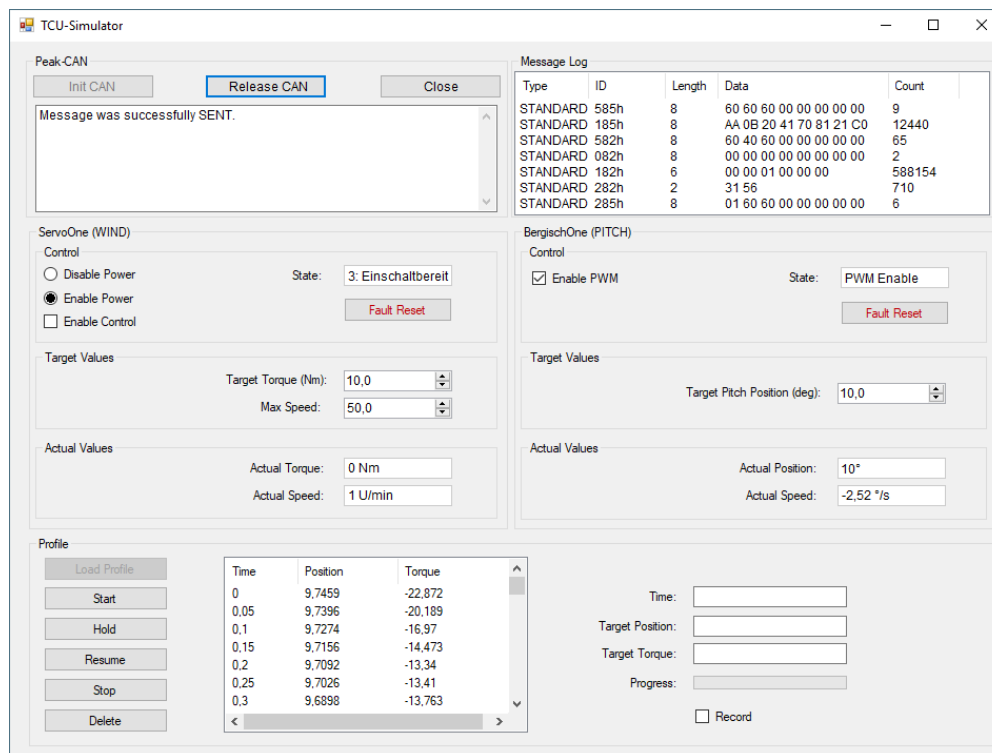 TCU-Simulator
Peak-CAN
Init CAN Release CAN Close
Message was successfully SENT.
Message Log
Type ID Length Data Count
STANDARD 585h 8 60 60 60 00 00 00 00 00 9
STANDARD 185h 8 AA 0B 20 41 70 81 21 C0 12440
STANDARD 582h 8 60 40 60 00 00 00 00 00 65
STANDARD 082h 8 00 00 00 00 00 00 00 00 2
STANDARD 182h 6 00 00 01 00 00 00 588154
STANDARD 282h 2 31 56 710
STANDARD 285h 8 01 60 60 00 00 00 00 00 6
ServoOne (WIND)
Control
Disable Power State: 3: Einschaltbereit
Enable Power
Fault Reset
Enable Control
Target Values
Target Torque (Nm): 10,0
Max Speed: 50,0
Actual Values
Actual Torque: 0 Nm
Actual Speed: 1 U/min
BergischOne (PITCH)
Control
Enable PWM State: PWM Enable
Fault Reset
Target Values
Target Pitch Position (deg): 10,0
Actual Values
Actual Position: 10°
Actual Speed: -2,52 °/s
Profile
Load Profile
Start
Hold
Resume
Stop
Delete
Time Position Torque
0 9,7459 -22,872
0,05 9,7396 -20,189
0,1 9,7274 -16,97
0,15 9,7156 -14,473
0,2 9,7092 -13,34
0,25 9,7026 -13,41
0,3 9,6898 -13,763
Time:
Target Position:
Target Torque:
Progress:
Record